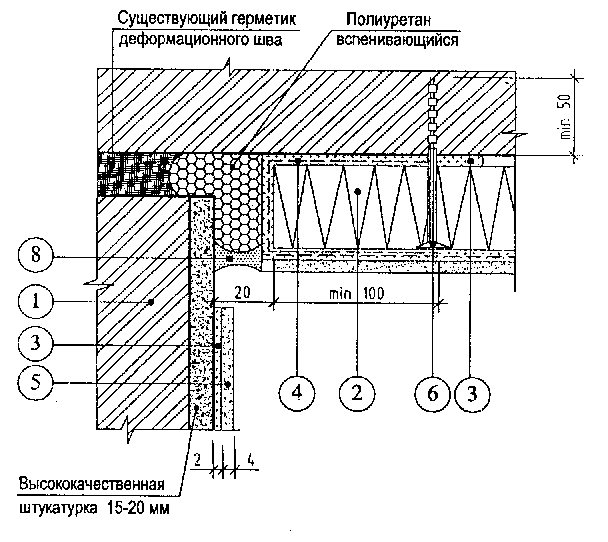 Существующий герметик
деформационного шва
Полиуретан
вспенивающийся
min 50
8
1
3
5
20
min 100
4
2
6
3
2
4
Высококачественная
штукатурка 15-20 мм